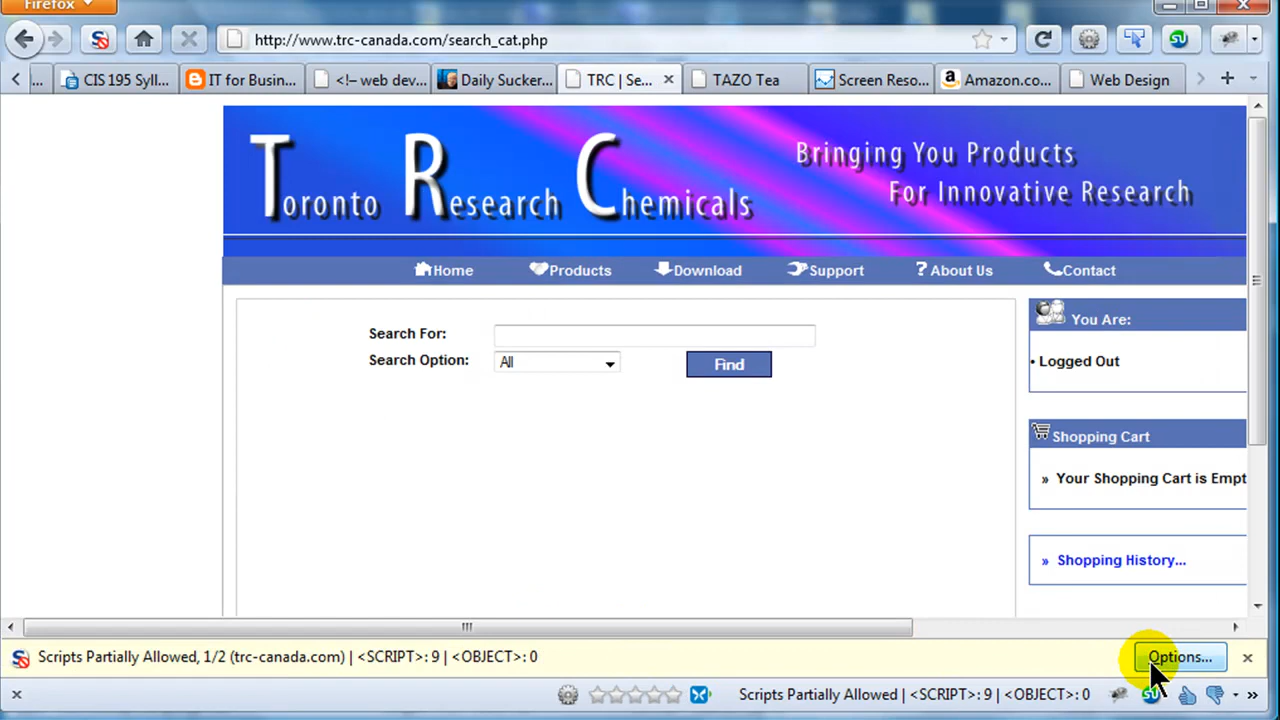 Firefox
http://www.trc-canada.com/search_cat.php
...
CIS 195 Syll...
IT for Busin...
<!– web dev...
Daily Sucker...
TRC | Se...
TAZO Tea
Screen Reso...
Amazon.co...
Web Design
Toronto Research Chemicals
Bringing You Products
For Innovative Research
Home
Products
Download
Support
? About Us
Contact
Search For:
Search Option:
All
Find
You Are:
• Logged Out
Shopping Cart
» Your Shopping Cart is Empt
» Shopping History...
Scripts Partially Allowed, 1/2 (trc-canada.com) | <SCRIPT>: 9 | <OBJECT>: 0
Options...
Scripts Partially Allowed | <SCRIPT>: 9 | <OBJECT>: 0